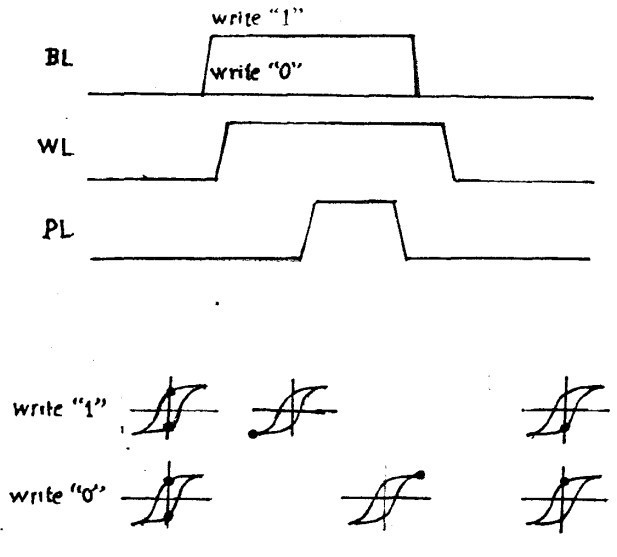 write "1"
BL
write "0"
WL
PL
write "1"
write "0"